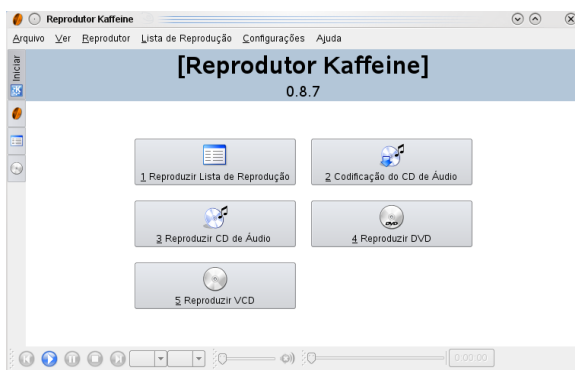 Reprodutor Kaffeine
Arquivo Ver Reprodutor Lista de Reprodução Configurações Ajuda
Iniciar
[Reprodutor Kaffeine]
0.8.7
1 Reproduzir Lista de Reprodução
2 Codificação do CD de Áudio
3 Reproduzir CD de Áudio
DVD
4 Reproduzir DVD
5 Reproduzir VCD
0:00:00